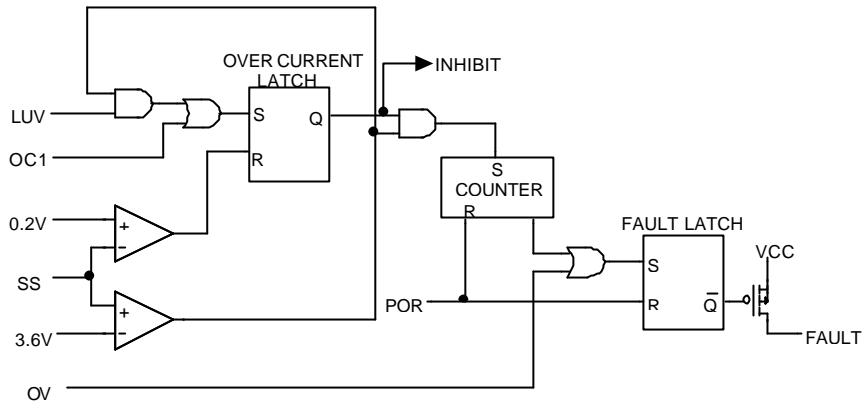 OVER CURRENT
LATCH
INHIBIT
LUV
S
Q
OC1
R
S
COUNTER
R
0.2V
+
−
FAULT LATCH
VCC
SS
S
POR
R
Q̅
+
−
3.6V
FAULT
OV